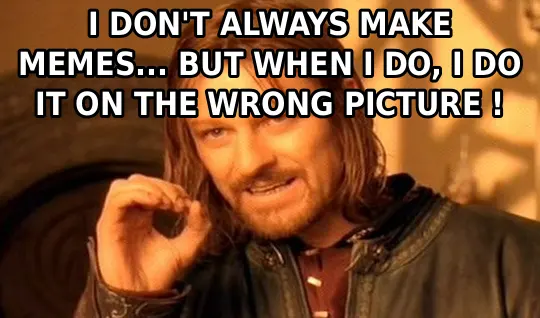 I DON'T ALWAYS MAKE
MEMES... BUT WHEN I DO, I DO
IT ON THE WRONG PICTURE !